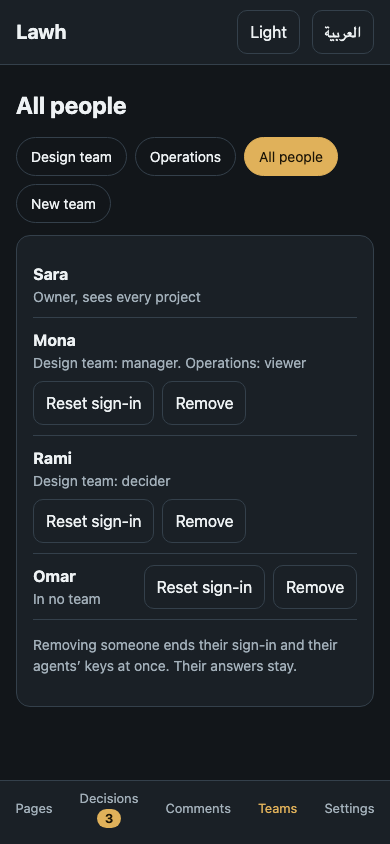 Lawh
Light
العربية
All people
Design team
Operations
All people
New team
Sara
Owner, sees every project
Mona
Design team: manager. Operations: viewer
Reset sign-in
Remove
Rami
Design team: decider
Reset sign-in
Remove
Omar
In no team
Reset sign-in
Remove
Removing someone ends their sign-in and their
agents’ keys at once. Their answers stay.
Pages
Decisions
3
Comments
Teams
Settings